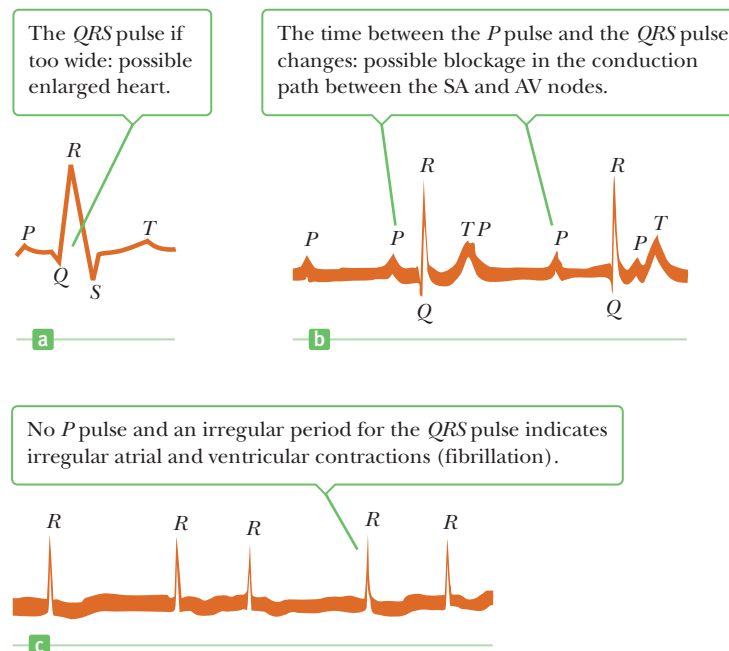 The QRS pulse if
too wide: possible
enlarged heart.
R
P
T
Q
S
a
The time between the P pulse and the QRS pulse
changes: possible blockage in the conduction
path between the SA and AV nodes.
R R
P P T P P P T
Q Q
b
No P pulse and an irregular period for the QRS pulse indicates
irregular atrial and ventricular contractions (fibrillation).
R R R R R
c